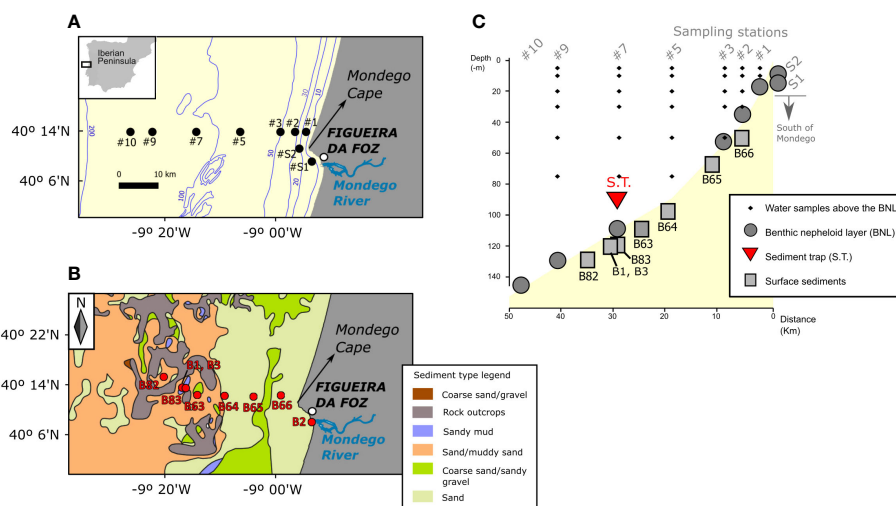 A
Iberian
Peninsula
Mondego
Cape
FIGUEIRA
DA FOZ
Mondego
River
40º 14'N
40º 6'N
200
100
50
30
20
10
#10
#9
#7
#5
#3
#2
#1
#S2
#S1
0 10 km
-9º 20'W
-9º 00'W
B
N
40º 22'N
40º 14'N
40º 6'N
Mondego
Cape
FIGUEIRA
DA FOZ
Mondego
River
B1, B3
B82
B83
B63
B64
B65
B66
B2
-9º 20'W
-9º 00'W
Sediment type legend
Coarse sand/gravel
Rock outcrops
Sandy mud
Sand/muddy sand
Coarse sand/sandy
gravel
Sand
C
Sampling stations
#10
#9
#7
#5
#3
#2
#1
S2
S1
Depth
(-m)
0
20
40
60
80
100
120
140
South of
Mondego
S.T.
B66
B65
B64
B63
B83
B1, B3
B82
50
40
30
20
10
0
Distance
(Km)
Water samples above the BNL
Benthic nepheloid layer (BNL)
Sediment trap (S.T.)
Surface sediments